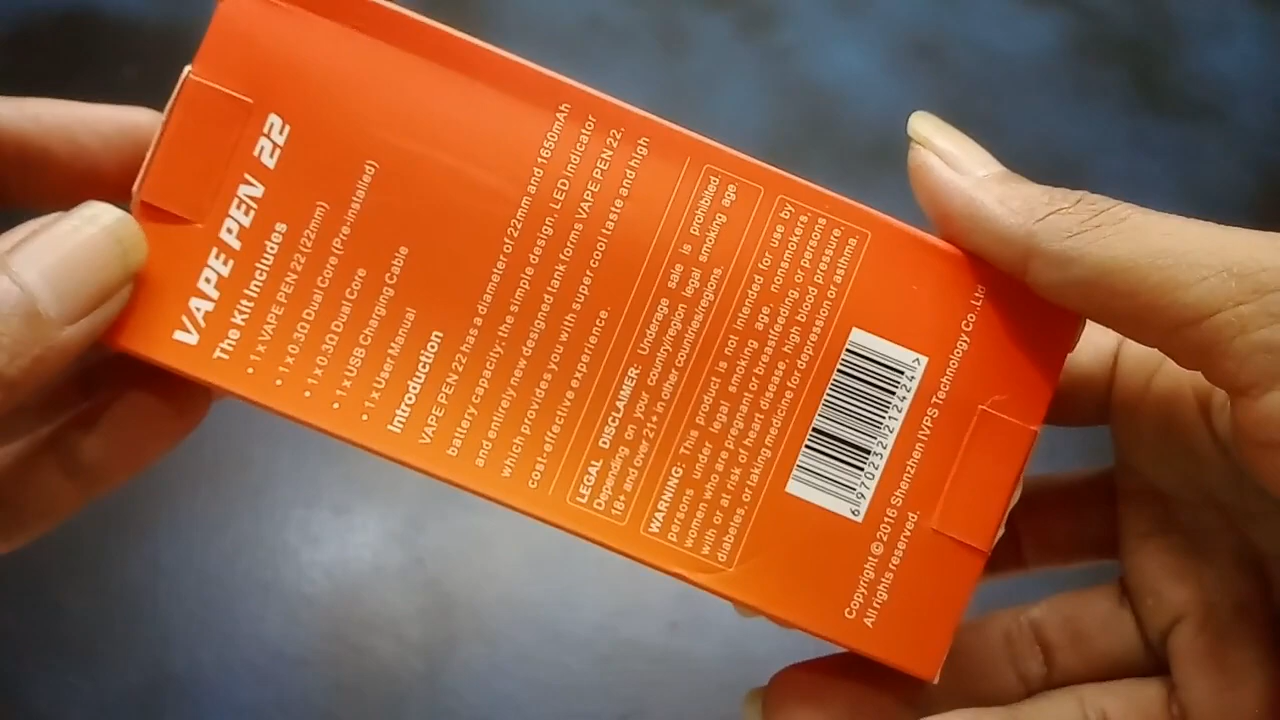 VAPE PEN 22
The Kit Includes
• 1 x VAPE PEN 22 (22mm)
• 1 x 0.3Ω Dual Core (Pre-installed)
• 1 x 0.3Ω Dual Core
• 1 x USB Charging Cable
• 1 x User Manual
Introduction
VAPE PEN 22 has a diameter of 22mm and 1650mAh
battery capacity; the simple design, LED indicator
and entirely new designed tank forms VAPE PEN 22,
which provides you with super cool taste and high
cost-effective experience.
LEGAL DISCLAIMER: Underage sale is prohibited.
Depending on your country/region legal smoking age.
18+ and over 21+ in other countries/regions.
WARNING: This product is not intended for use by
persons under legal smoking age, nonsmokers,
women who are pregnant or breastfeeding, or persons
with or at risk of heart disease, high blood pressure,
diabetes, or taking medicine for depression or asthma.
6 970232 212424 >
Copyright © 2016 Shenzhen IVPS Technology Co., Ltd
All rights reserved.